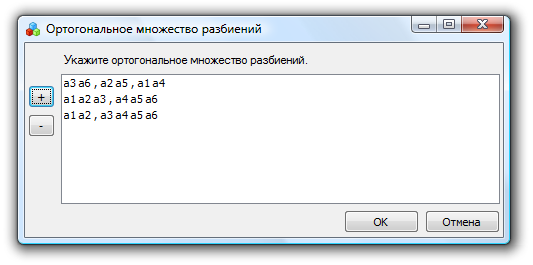 Ортогональное множество разбиений
Укажите ортогональное множество разбиений.
+
-
a3 a6 , a2 a5 , a1 a4
a1 a2 a3 , a4 a5 a6
a1 a2 , a3 a4 a5 a6
OK
Отмена